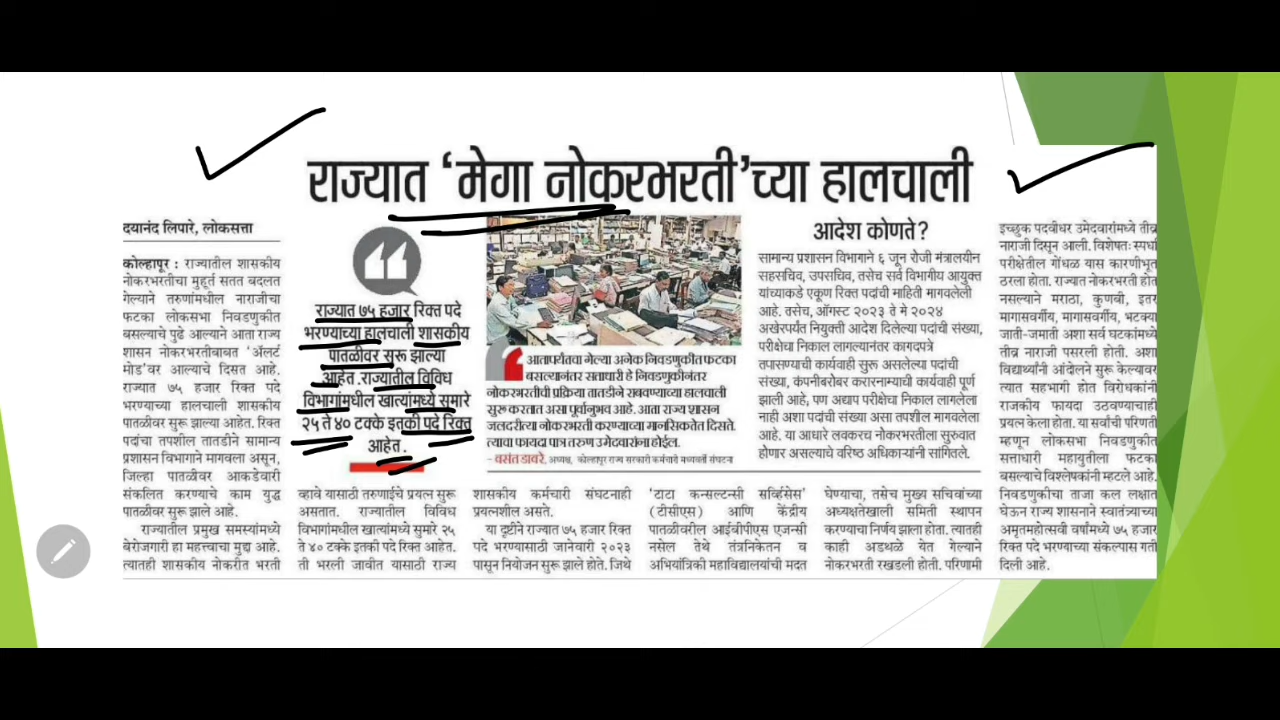 राज्यात ‘मेगा नोकरभरती’च्या हालचाली
दयानंद लिपारे, लोकसत्ता
कोल्हापूर : राज्यातील शासकीय
नोकरभरतीचा मुहूर्त सतत बदलत
गेल्याने तरुणांमधील नाराजीचा
फटका लोकसभा निवडणुकीत
बसल्याचे पुढे आल्याने आता राज्य
शासन नोकरभरतीबाबत ‘अ‍ॅलर्ट
मोड’वर आल्याचे दिसत आहे.
राज्यात ७५ हजार रिक्त पदे
भरण्याच्या हालचाली शासकीय
पातळीवर सुरू झाल्या आहेत. रिक्त
पदांचा तपशील तातडीने सामान्य
प्रशासन विभागाने मागवला असून,
जिल्हा पातळीवर आकडेवारी
संकलित करण्याचे काम युद्ध
पातळीवर सुरू झाले आहे.
राज्यातील प्रमुख समस्यांमध्ये
बेरोजगारी हा महत्त्वाचा मुद्दा आहे.
त्यातही शासकीय नोकरीत भरती
राज्यात ७५ हजार रिक्त पदे
भरण्याच्या हालचाली शासकीय
पातळीवर सुरू झाल्या
आहेत .राज्यातील विविध
विभागांमधील खात्यांमध्ये सुमारे
२५ ते ४० टक्के इतकी पदे रिक्त
आहेत .
व्हावे यासाठी तरुणाईचे प्रयत्न सुरू
असतात. राज्यातील विविध
विभागांमधील खात्यांमध्ये सुमारे २५
ते ४० टक्के इतकी पदे रिक्त आहेत.
ती भरली जावीत यासाठी राज्य
आतापर्यंतचा गेल्या अनेक निवडणुकीत फटका
बसल्यानंतर सत्ताधारी हे निवडणुकीनंतर
नोकरभरतीची प्रक्रिया तातडीने राबवण्याच्या हालचाली
सुरू करतात असा पूर्वानुभव आहे. आता राज्य शासन
जलदरीत्या नोकरभरती करण्याच्या मानसिकतेत दिसते.
त्याचा फायदा पात्र तरुण उमेदवारांना होईल.
– वसंत डावरे, अध्यक्ष, कोल्हापूर राज्य सरकारी कर्मचारी मध्यवर्ती संघटना
शासकीय कर्मचारी संघटनाही
प्रयत्नशील असते.
या दृष्टीने राज्यात ७५ हजार रिक्त
पदे भरण्यासाठी जानेवारी २०२३
पासून नियोजन सुरू झाले होते. जिथे
‘टाटा कन्सल्टन्सी सर्व्हिसेस’
(टीसीएस) आणि केंद्रीय
पातळीवरील आईबीपीएस एजन्सी
नसेल तेथे तंत्रनिकेतन व
अभियांत्रिकी महाविद्यालयांची मदत
आदेश कोणते?
सामान्य प्रशासन विभागाने ६ जून रोजी मंत्रालयीन
सहसचिव, उपसचिव, तसेच सर्व विभागीय आयुक्त
यांच्याकडे एकूण रिक्त पदांची माहिती मागवलेली
आहे. तसेच, ऑगस्ट २०२३ ते मे २०२४
अखेरपर्यंत नियुक्ती आदेश दिलेल्या पदांची संख्या,
परीक्षेचा निकाल लागल्यानंतर कागदपत्रे
तपासण्याची कार्यवाही सुरू असलेल्या पदांची
संख्या, कंपनीबरोबर करारनाम्याची कार्यवाही पूर्ण
झाली आहे, पण अद्याप परीक्षेचा निकाल लागलेला
नाही अशा पदांची संख्या असा तपशील मागवलेला
आहे. या आधारे लवकरच नोकरभरतीला सुरुवात
होणार असल्याचे वरिष्ठ अधिकाऱ्यांनी सांगितले.
घेण्याचा, तसेच मुख्य सचिवांच्या
अध्यक्षतेखाली समिती स्थापन
करण्याचा निर्णय झाला होता. त्यातही
काही अडथळे येत गेल्याने
नोकरभरती रखडली होती. परिणामी
इच्छुक पदवीधर उमेदवारांमध्ये तीव्र
नाराजी दिसून आली. विशेषतः स्पर्धा
परीक्षेतील गोंधळ यास कारणीभूत
ठरला होता. राज्यात नोकरभरती होत
नसल्याने मराठा, कुणबी, इतर
मागासवर्गीय, मागासवर्गीय, भटक्या
जाती-जमाती अशा सर्व घटकांमध्ये
तीव्र नाराजी पसरली होती. अशा
विद्यार्थ्यांनी आंदोलने सुरू केल्यावर
त्यात सहभागी होत विरोधकांनी
राजकीय फायदा उठवण्याचाही
प्रयत्न केला होता. या सर्वांची परिणती
म्हणून लोकसभा निवडणुकीत
सत्ताधारी महायुतीला फटका
बसल्याचे विश्लेषकांनी म्हटले आहे.
निवडणुकीचा ताजा कल लक्षात
घेऊन राज्य शासनाने स्वातंत्र्याच्या
अमृतमहोत्सवी वर्षांमध्ये ७५ हजार
रिक्त पदे भरण्याच्या संकल्पास गती
दिली आहे.